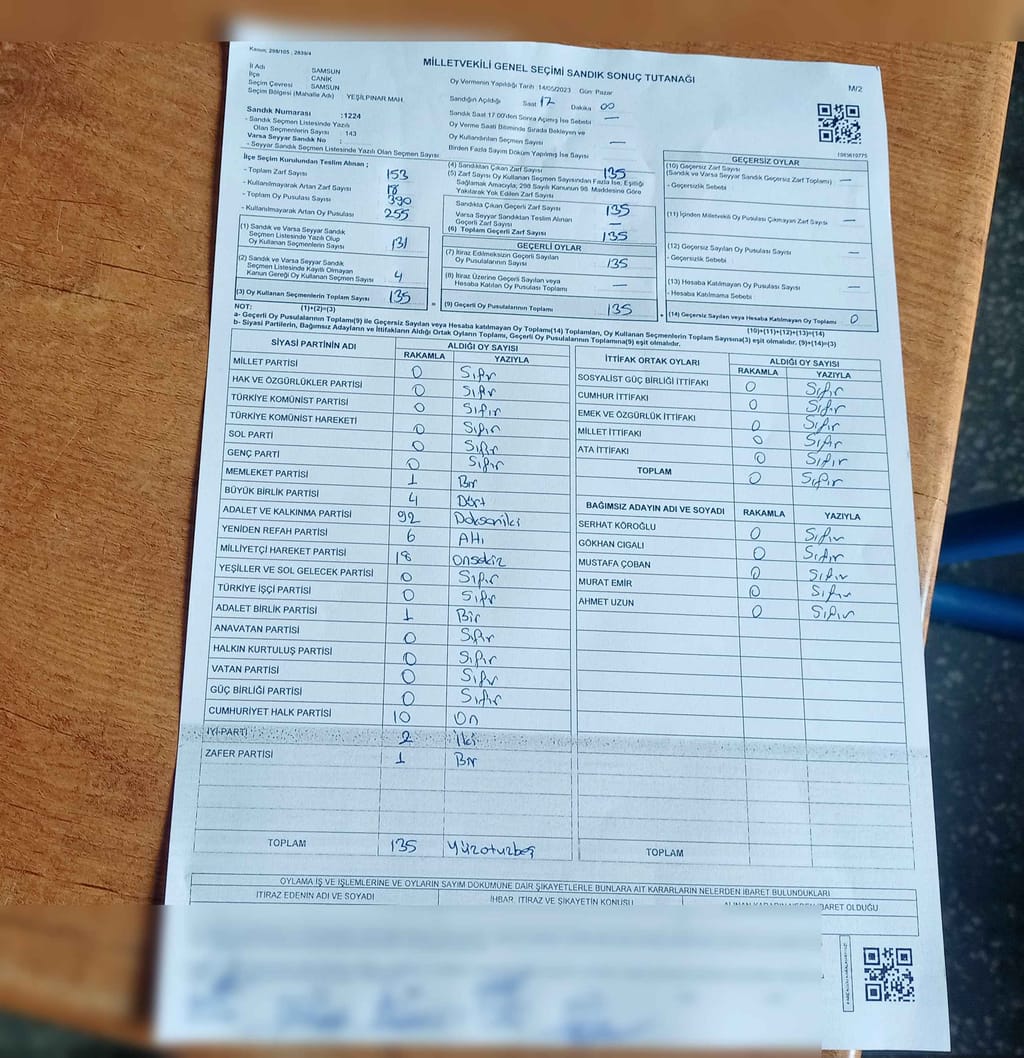 Kanun: 298/105 ; 2839/4
MİLLETVEKİLİ GENEL SEÇİMİ SANDIK SONUÇ TUTANAĞI
M/2
İl Adı SAMSUN
İlçe CANİK
Seçim Çevresi SAMSUN
Seçim Bölgesi (Mahalle Adı) YEŞİLPINAR MAH.
Sandık Numarası :1224
- Sandık Seçmen Listesinde Yazılı
Olan Seçmenlerin Sayısı : 143
Varsa Seyyar Sandık No :
- Seyyar Sandık Seçmen Listesinde Yazılı Olan Seçmen Sayısı:
Oy Vermenin Yapıldığı Tarih :14/05/2023 Gün: Pazar
Sandığın Açıldığı Saat 17 Dakika 00
Sandık Saat 17:00'den Sonra Açılmış İse Sebebi —
Oy Verme Saati Bitiminde Sırada Bekleyen ve
Oy Kullandırılan Seçmen Sayısı —
Birden Fazla Sayım Döküm Yapılmış İse Sayısı
İlçe Seçim Kurulundan Teslim Alınan ;
- Toplam Zarf Sayısı 153
- Kullanılmayarak Artan Zarf Sayısı 18
- Toplam Oy Pusulası Sayısı 390
- Kullanılmayarak Artan Oy Pusulası 255
(1) Sandık ve Varsa Seyyar Sandık
Seçmen Listesinde Yazılı Olup
Oy Kullanan Seçmenlerin Sayısı 131
(2) Sandık ve Varsa Seyyar Sandık
Seçmen Listesinde Kayıtlı Olmayan
Kanun Gereği Oy Kullanan Seçmen Sayısı 4
(3) Oy Kullanan Seçmenlerin Toplam Sayısı 135
(1)+(2)=(3)
(4) Sandıktan Çıkan Zarf Sayısı 135
(5) Zarf Sayısı Oy Kullanan Seçmen Sayısından Fazla İse, Eşitliği
Sağlamak Amacıyla, 298 Sayılı Kanunun 98. Maddesine Göre
Yakılarak Yok Edilen Zarf Sayısı
Sandıkta Çıkan Geçerli Zarf Sayısı 135
Varsa Seyyar Sandıktan Teslim Alınan
Geçerli Zarf Sayısı —
(6) Toplam Geçerli Zarf Sayısı 135
GEÇERLİ OYLAR
(7) İtiraz Edilmeksizin Geçerli Sayılan
Oy Pusulalarının Sayısı 135
(8) İtiraz Üzerine Geçerli Sayılan veya
Hesaba Katılan Oy Pusulası Toplamı —
= (9) Geçerli Oy Pusulalarının Toplamı 135
GEÇERSİZ OYLAR
(10) Geçersiz Zarf Sayısı
(Sandık ve Varsa Seyyar Sandık Geçersiz Zarf Toplamı) —
- Geçersizlik Sebebi
(11) İçinden Milletvekili Oy Pusulası Çıkmayan Zarf Sayısı —
(12) Geçersiz Sayılan Oy Pusulası Sayısı —
- Geçersizlik Sebebi
(13) Hesaba Katılmayan Oy Pusulası Sayısı —
- Hesaba Katılmama Sebebi
+ (14) Geçersiz Sayılan veya Hesaba Katılmayan Oy Toplamı 0
(10)+(11)+(12)+(13)=(14)
NOT:
a- Geçerli Oy Pusulalarının Toplamı(9) ile Geçersiz Sayılan veya Hesaba katılmayan Oy Toplamı(14) Toplamları, Oy Kullanan Seçmenlerin Toplam Sayısına(3) eşit olmalıdır. (9)+(14)=(3)
b- Siyasi Partilerin, Bağımsız Adayların ve İttifakların Aldığı Ortak Oyların Toplamı, Geçerli Oy Pusulalarının Toplamına(9) eşit olmalıdır.
SİYASİ PARTİNİN ADI ALDIĞI OY SAYISI
RAKAMLA YAZIYLA
MİLLET PARTİSİ 0 Sıfır
HAK VE ÖZGÜRLÜKLER PARTİSİ 0 Sıfır
TÜRKİYE KOMÜNİST PARTİSİ 0 Sıfır
TÜRKİYE KOMÜNİST HAREKETİ 0 Sıfır
SOL PARTİ 0 Sıfır
GENÇ PARTİ 0 Sıfır
MEMLEKET PARTİSİ 1 Bir
BÜYÜK BİRLİK PARTİSİ 4 Dört
ADALET VE KALKINMA PARTİSİ 92 Doksaniki
YENİDEN REFAH PARTİSİ 6 Altı
MİLLİYETÇİ HAREKET PARTİSİ 18 Onsekiz
YEŞİLLER VE SOL GELECEK PARTİSİ 0 Sıfır
TÜRKİYE İŞÇİ PARTİSİ 0 Sıfır
ADALET BİRLİK PARTİSİ 1 Bir
ANAVATAN PARTİSİ 0 Sıfır
HALKIN KURTULUŞ PARTİSİ 0 Sıfır
VATAN PARTİSİ 0 Sıfır
GÜÇ BİRLİĞİ PARTİSİ 0 Sıfır
CUMHURİYET HALK PARTİSİ 10 On
İYİ PARTİ 2 İki
ZAFER PARTİSİ 1 Bir
TOPLAM 135 Yüzotuzbeş
İTTİFAK ORTAK OYLARI ALDIĞI OY SAYISI
RAKAMLA YAZIYLA
SOSYALİST GÜÇ BİRLİĞİ İTTİFAKI 0 Sıfır
CUMHUR İTTİFAKI 0 Sıfır
EMEK VE ÖZGÜRLÜK İTTİFAKI 0 Sıfır
MİLLET İTTİFAKI 0 Sıfır
ATA İTTİFAKI 0 Sıfır
TOPLAM 0 Sıfır
BAĞIMSIZ ADAYIN ADI VE SOYADI RAKAMLA YAZIYLA
SERHAT KÖROĞLU 0 Sıfır
GÖKHAN CIGALI 0 Sıfır
MUSTAFA ÇOBAN 0 Sıfır
MURAT EMİR 0 Sıfır
AHMET UZUN 0 Sıfır
TOPLAM
OYLAMA İŞ VE İŞLEMLERİNE VE OYLARIN SAYIM DÖKÜMÜNE DAİR ŞİKAYETLERLE BUNLARA AİT KARARLARIN NELERDEN İBARET BULUNDUKLARI
İTİRAZ EDENİN ADI VE SOYADI İHBAR, İTİRAZ VE ŞİKAYETİN KONUSU ALINAN KARARIN NEDEN İBARET OLDUĞU